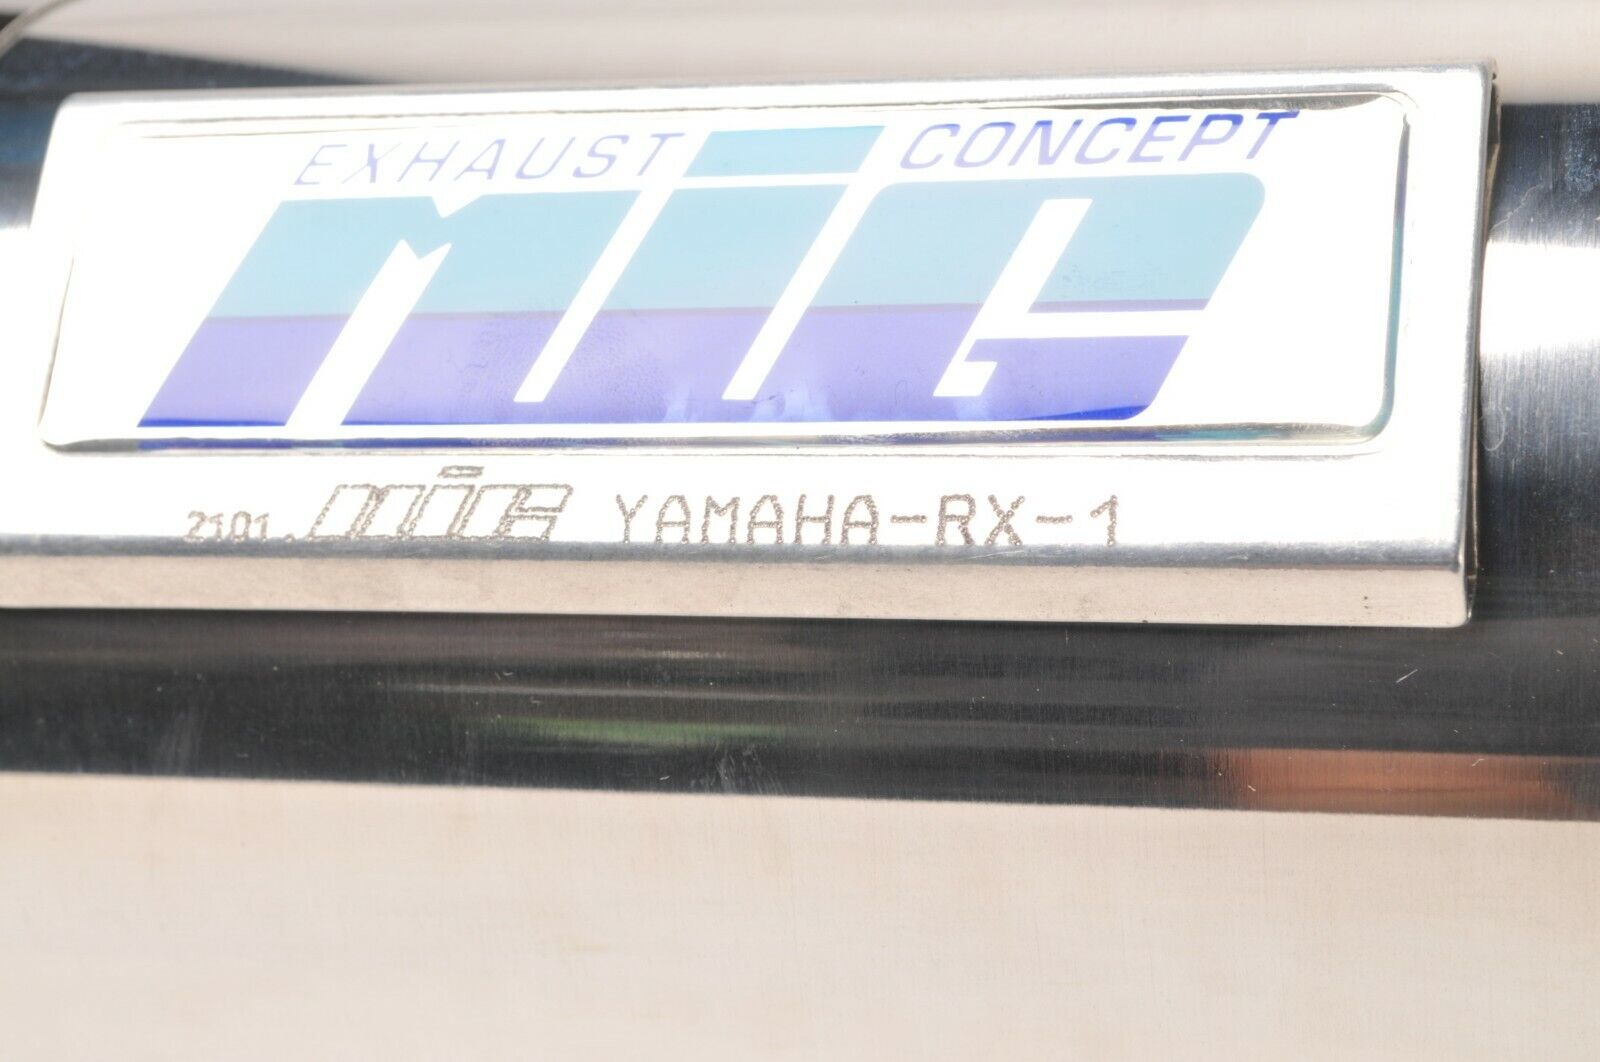 EXHAUST CONCEPT
MIG
2101. MIG YAMAHA-RX-1